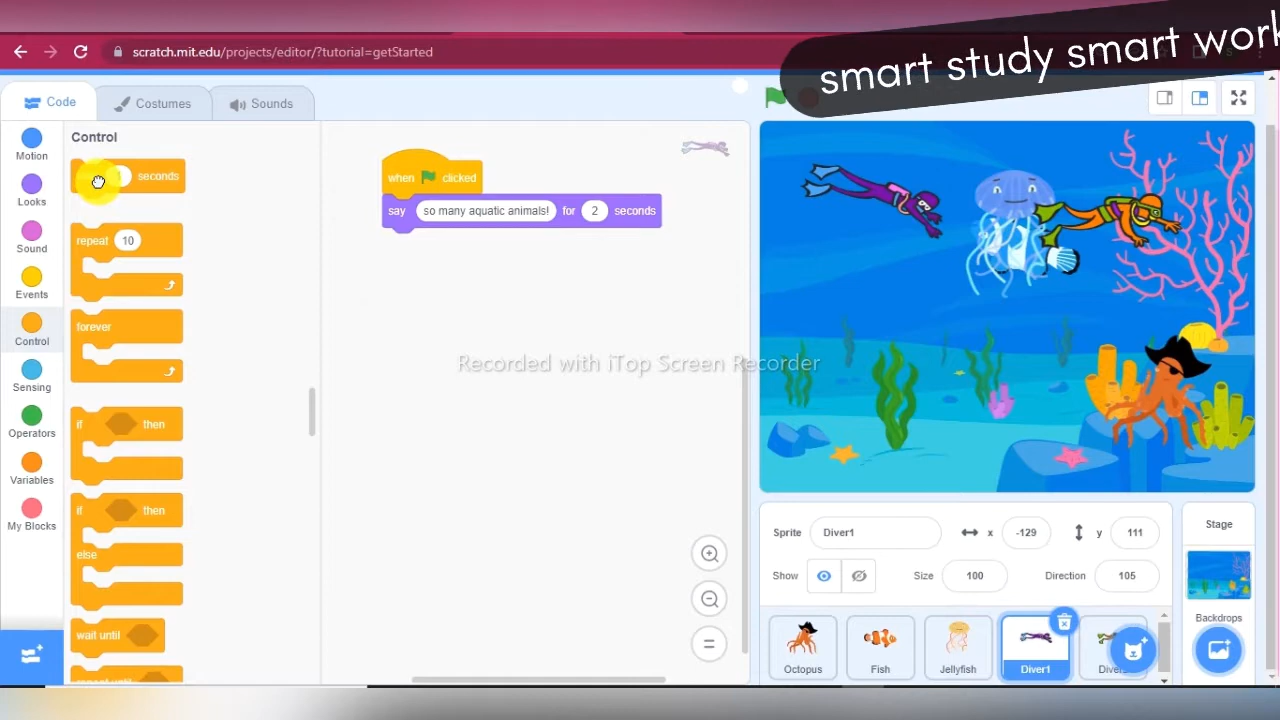 smart study smart work
scratch.mit.edu/projects/editor/?tutorial=getStarted
Code
Costumes
Sounds
Motion
Looks
Sound
Events
Control
Sensing
Operators
Variables
My Blocks
Control
seconds
repeat 10
forever
if then
if then
else
wait until
repeat until
when clicked
say so many aquatic animals! for 2 seconds
Recorded with iTop Screen Recorder
Sprite Diver1 x -129 y 111
Show Size 100 Direction 105
Octopus
Fish
Jellyfish
Diver1
Stage
Backdrops